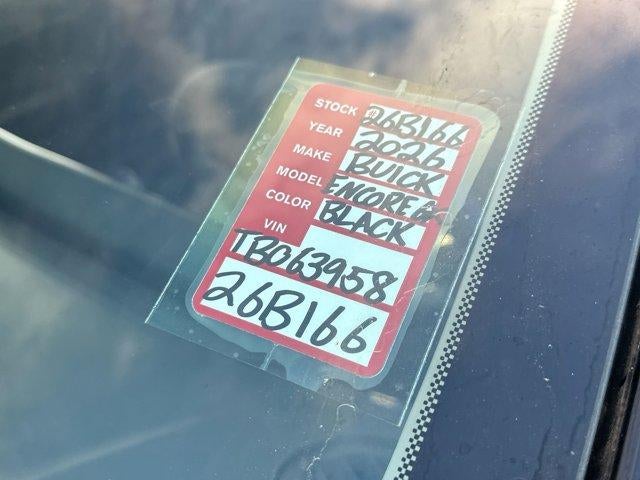 STOCK #26B166
YEAR 2026
MAKE BUICK
MODEL ENCORE GX
COLOR BLACK
VIN
TB063958
26B166